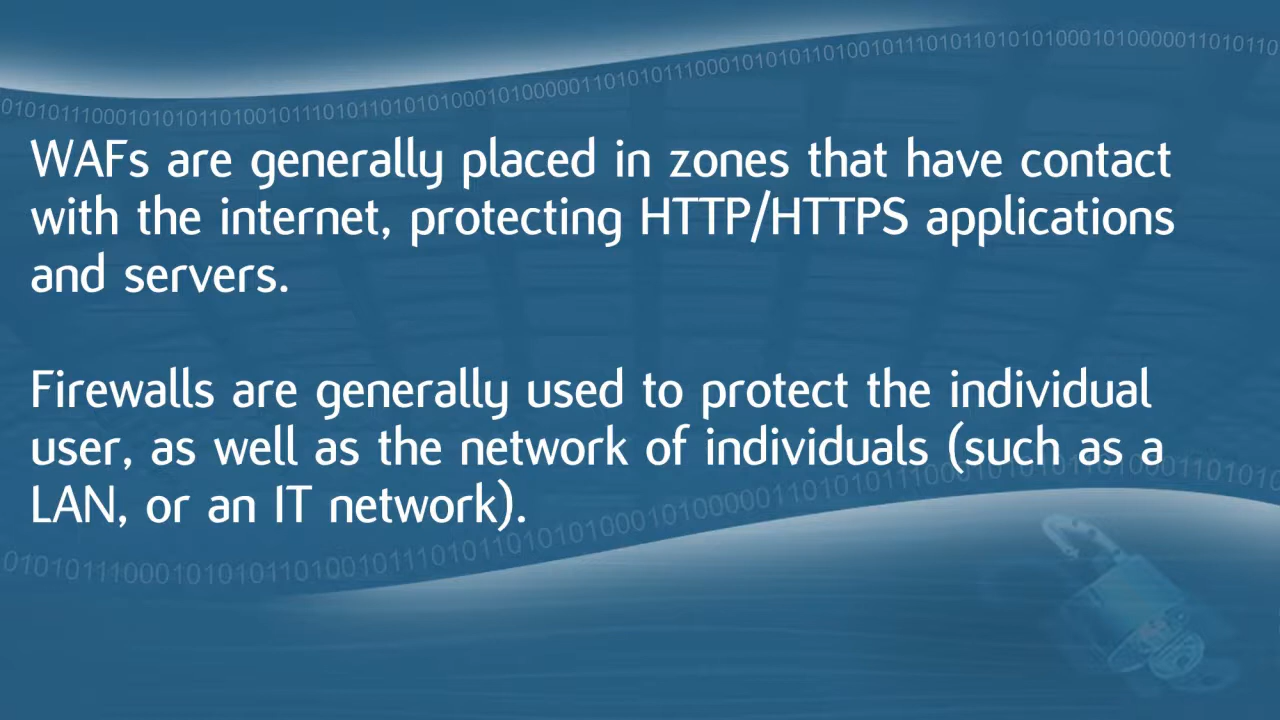 WAFs are generally placed in zones that have contact
with the internet, protecting HTTP/HTTPS applications
and servers.
Firewalls are generally used to protect the individual
user, as well as the network of individuals (such as a
LAN, or an IT network).